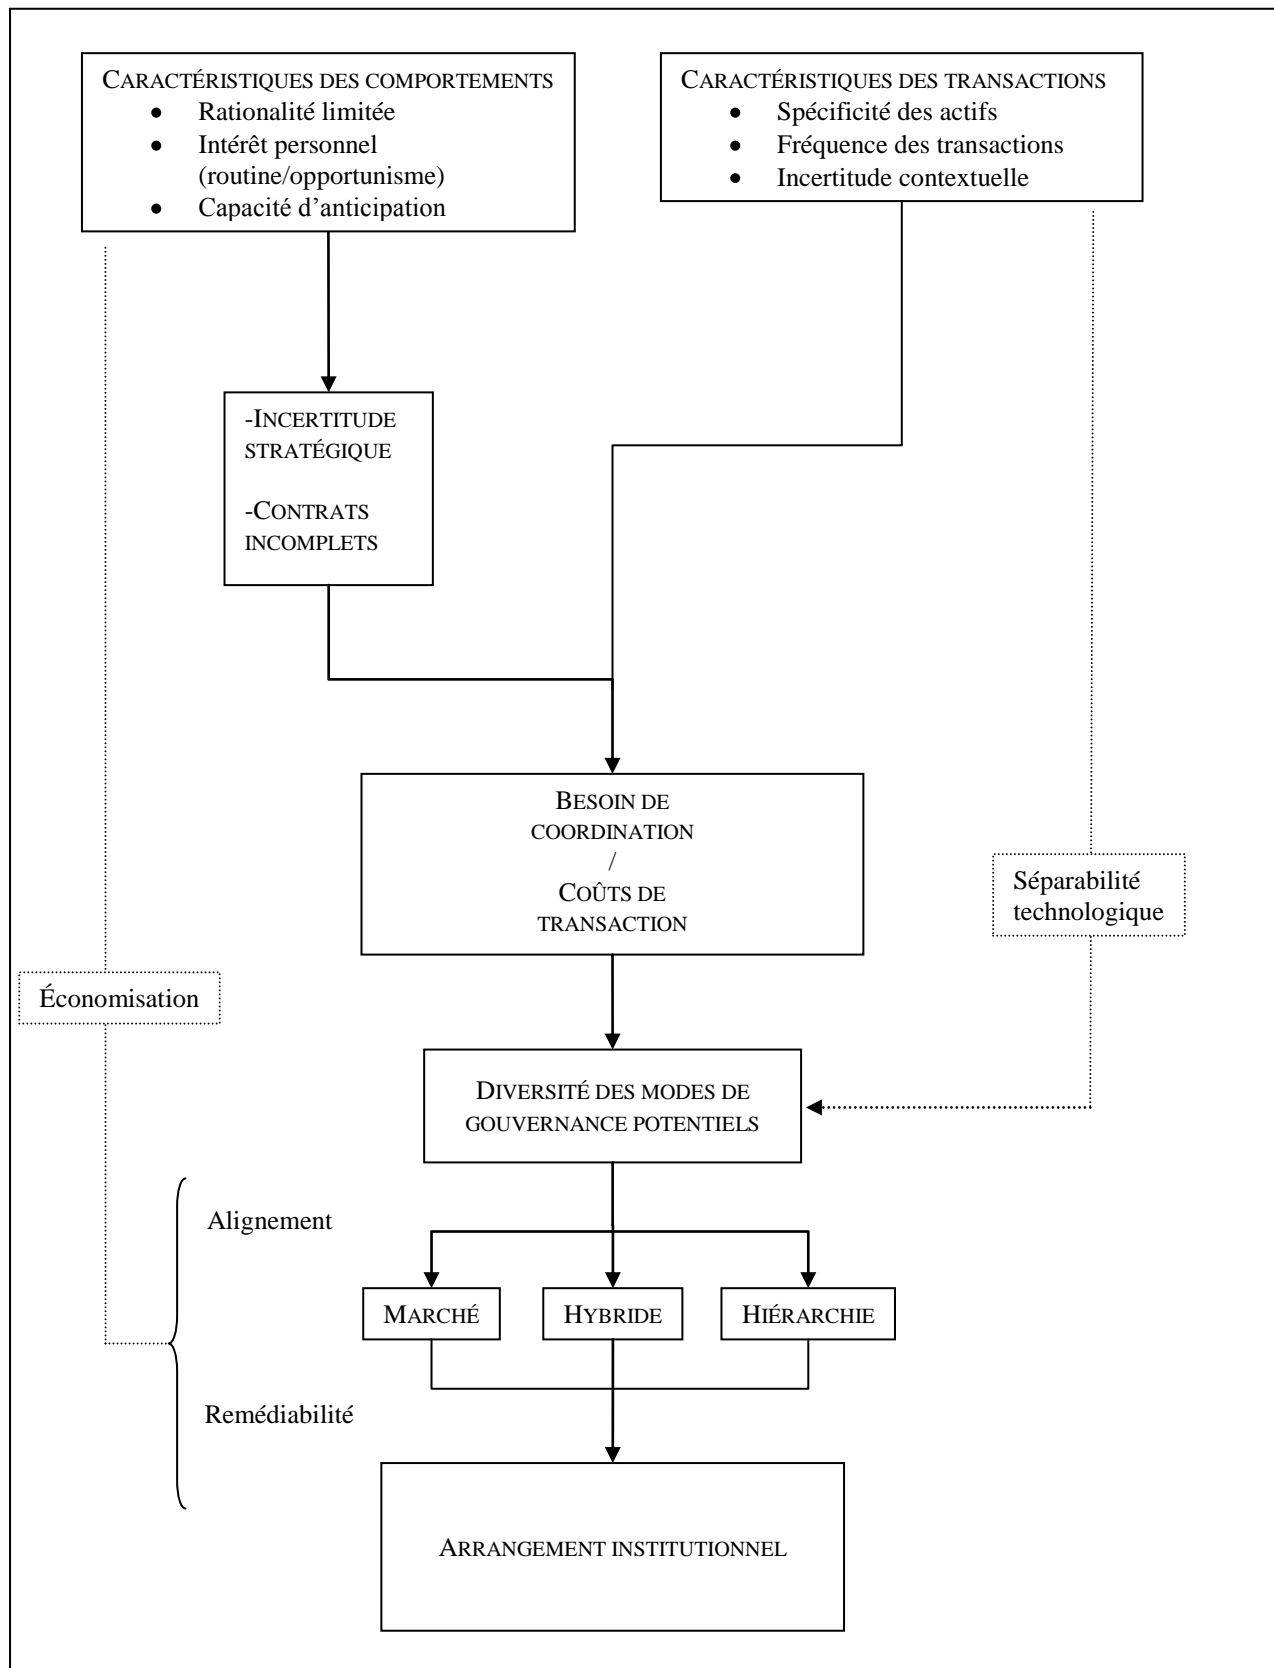 CARACTÉRISTIQUES DES COMPORTEMENTS
• Rationalité limitée
• Intérêt personnel
(routine/opportunisme)
• Capacité d’anticipation
CARACTÉRISTIQUES DES TRANSACTIONS
• Spécificité des actifs
• Fréquence des transactions
• Incertitude contextuelle
-INCERTITUDE
STRATÉGIQUE
-CONTRATS
INCOMPLETS
BESOIN DE
COORDINATION
/
COÛTS DE
TRANSACTION
Séparabilité
technologique
Économisation
DIVERSITÉ DES MODES DE
GOUVERNANCE POTENTIELS
Alignement
MARCHÉ
HYBRIDE
HIÉRARCHIE
Remédiabilité
ARRANGEMENT INSTITUTIONNEL